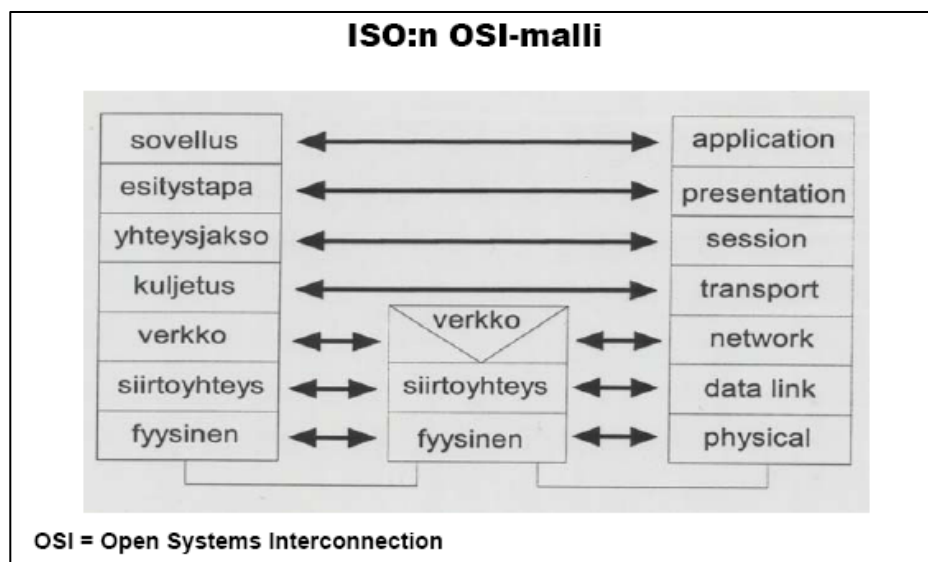 ISO:n OSI-malli
sovellus
application
esitystapa
presentation
yhteysjakso
session
kuljetus
transport
verkko
verkko
network
siirtoyhteys
siirtoyhteys
data link
fyysinen
fyysinen
physical
OSI = Open Systems Interconnection